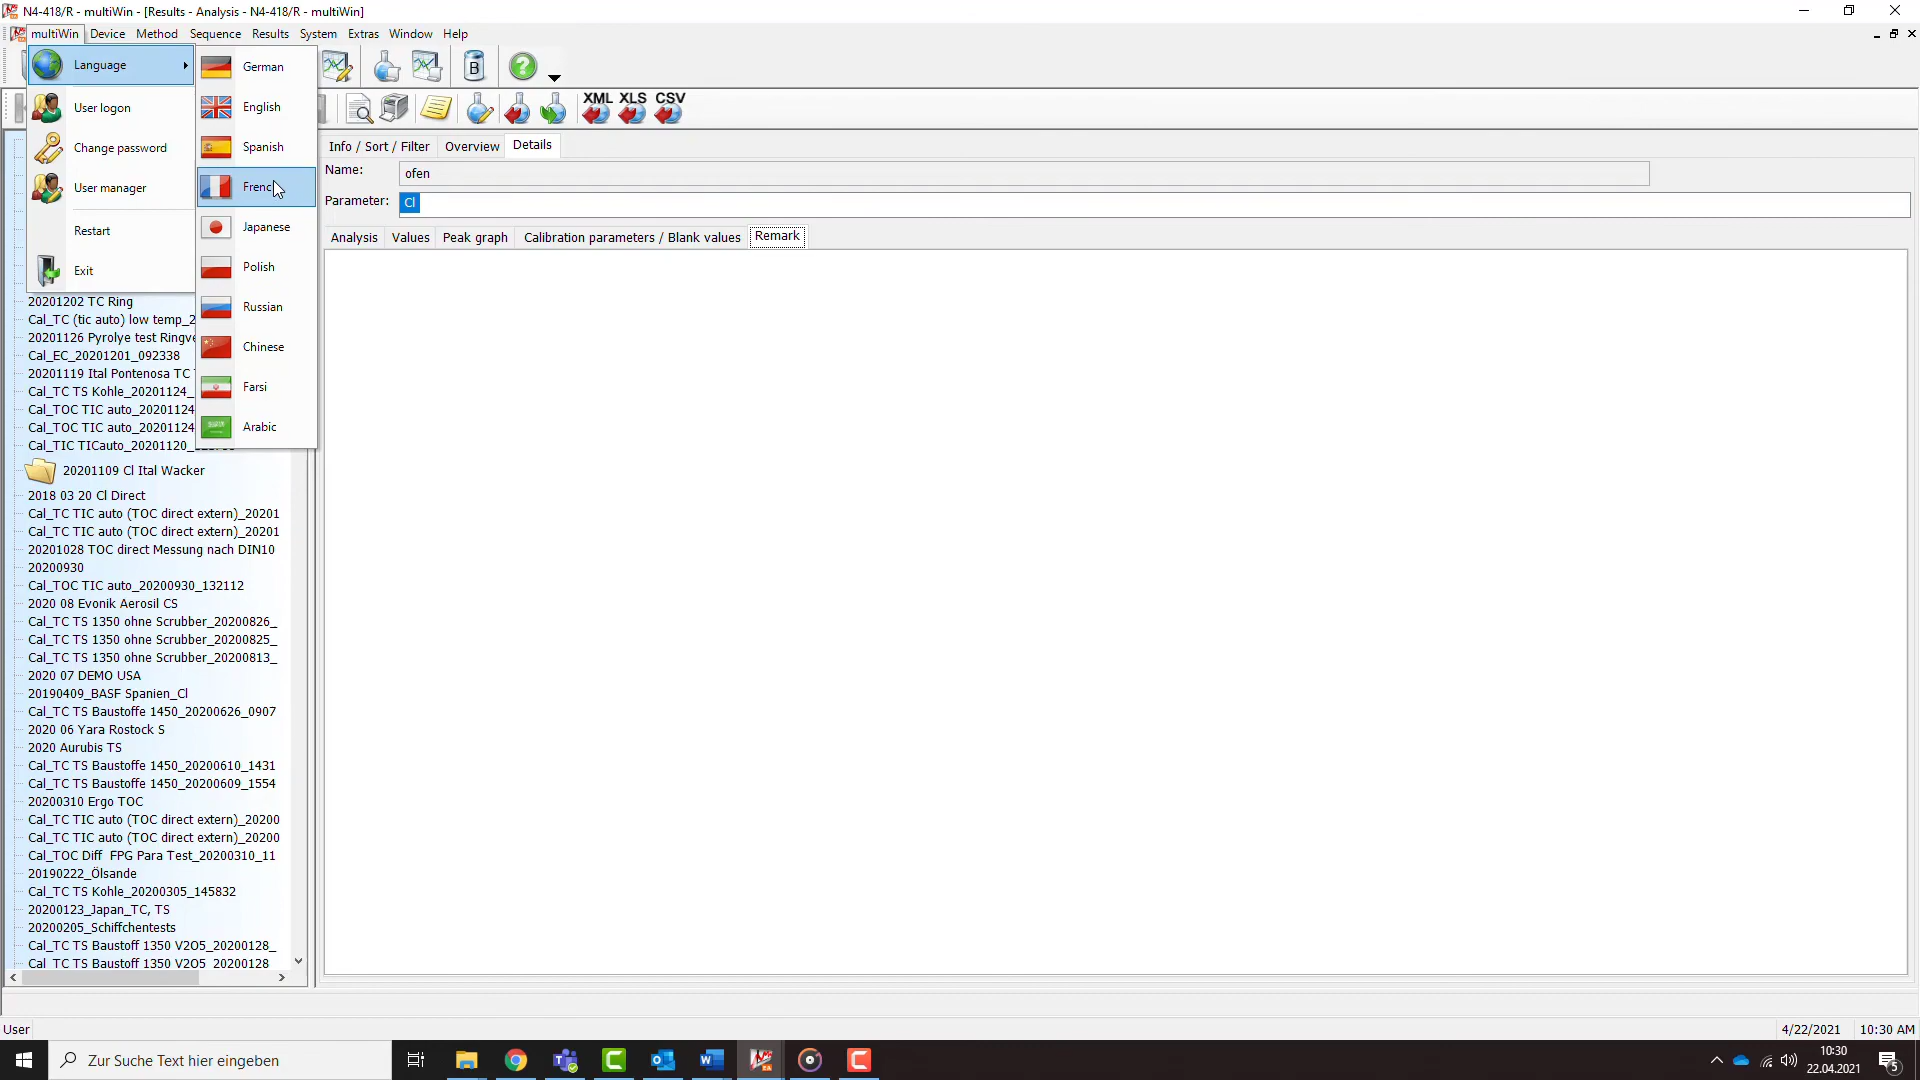 N4-418/R - multiWin - [Results - Analysis - N4-418/R - multiWin]
multiWin Device Method Sequence Results System Extras Window Help
Language
User logon
Change password
User manager
Restart
Exit
German
English
Spanish
Japanese
Polish
Russian
Chinese
Farsi
Arabic
B
?
XML XLS CSV
Info / Sort / Filter Overview Details
Name: ofen
Parameter: Cl
Analysis Values Peak graph Calibration parameters / Blank values Remark
20201202 TC Ring
Cal_TC (tic auto) low temp_2
20201126 Pyrolye test Ringve
Cal_EC_20201201_092338
20201119 Ital Pontenosa TC
Cal_TC TS Kohle_20201124_
Cal_TOC TIC auto_20201124
Cal_TOC TIC auto_20201124
Cal_TIC TICauto_20201120_
20201109 Cl Ital Wacker
2018 03 20 Cl Direct
Cal_TC TIC auto (TOC direct extern)_20201
Cal_TC TIC auto (TOC direct extern)_20201
20201028 TOC direct Messung nach DIN10
20200930
Cal_TOC TIC auto_20200930_132112
2020 08 Evonik Aerosil CS
Cal_TC TS 1350 ohne Scrubber_20200826_
Cal_TC TS 1350 ohne Scrubber_20200825_
Cal_TC TS 1350 ohne Scrubber_20200813_
2020 07 DEMO USA
20190409_BASF Spanien_Cl
Cal_TC TS Baustoffe 1450_20200626_0907
2020 06 Yara Rostock S
2020 Aurubis TS
Cal_TC TS Baustoffe 1450_20200610_1431
Cal_TC TS Baustoffe 1450_20200609_1554
20200310 Ergo TOC
Cal_TC TIC auto (TOC direct extern)_20200
Cal_TC TIC auto (TOC direct extern)_20200
Cal_TOC Diff  FPG Para Test_20200310_11
20190222_Ölsande
Cal_TC TS Kohle_20200305_145832
20200123_Japan_TC, TS
20200205_Schiffchentests
Cal_TC TS Baustoff 1350 V2O5_20200128_
Cal_TC TS Baustoff 1350 V2O5_20200128
User 4/22/2021 10:30 AM
Zur Suche Text hier eingeben
10:30
22.04.2021
5